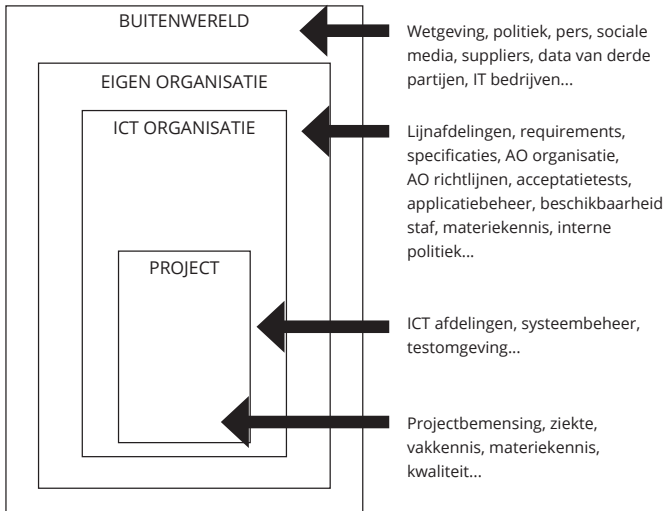 BUITENWERELD
EIGEN ORGANISATIE
ICT ORGANISATIE
PROJECT
Wetgeving, politiek, pers, sociale
media, suppliers, data van derde
partijen, IT bedrijven...
Lijnafdelingen, requirements,
specificaties, AO organisatie,
AO richtlijnen, acceptatietests,
applicatiebeheer, beschikbaarheid
staf, materiekennis, interne
politiek...
ICT afdelingen, systeembeheer,
testomgeving...
Projectbemensing, ziekte,
vakkennis, materiekennis,
kwaliteit...